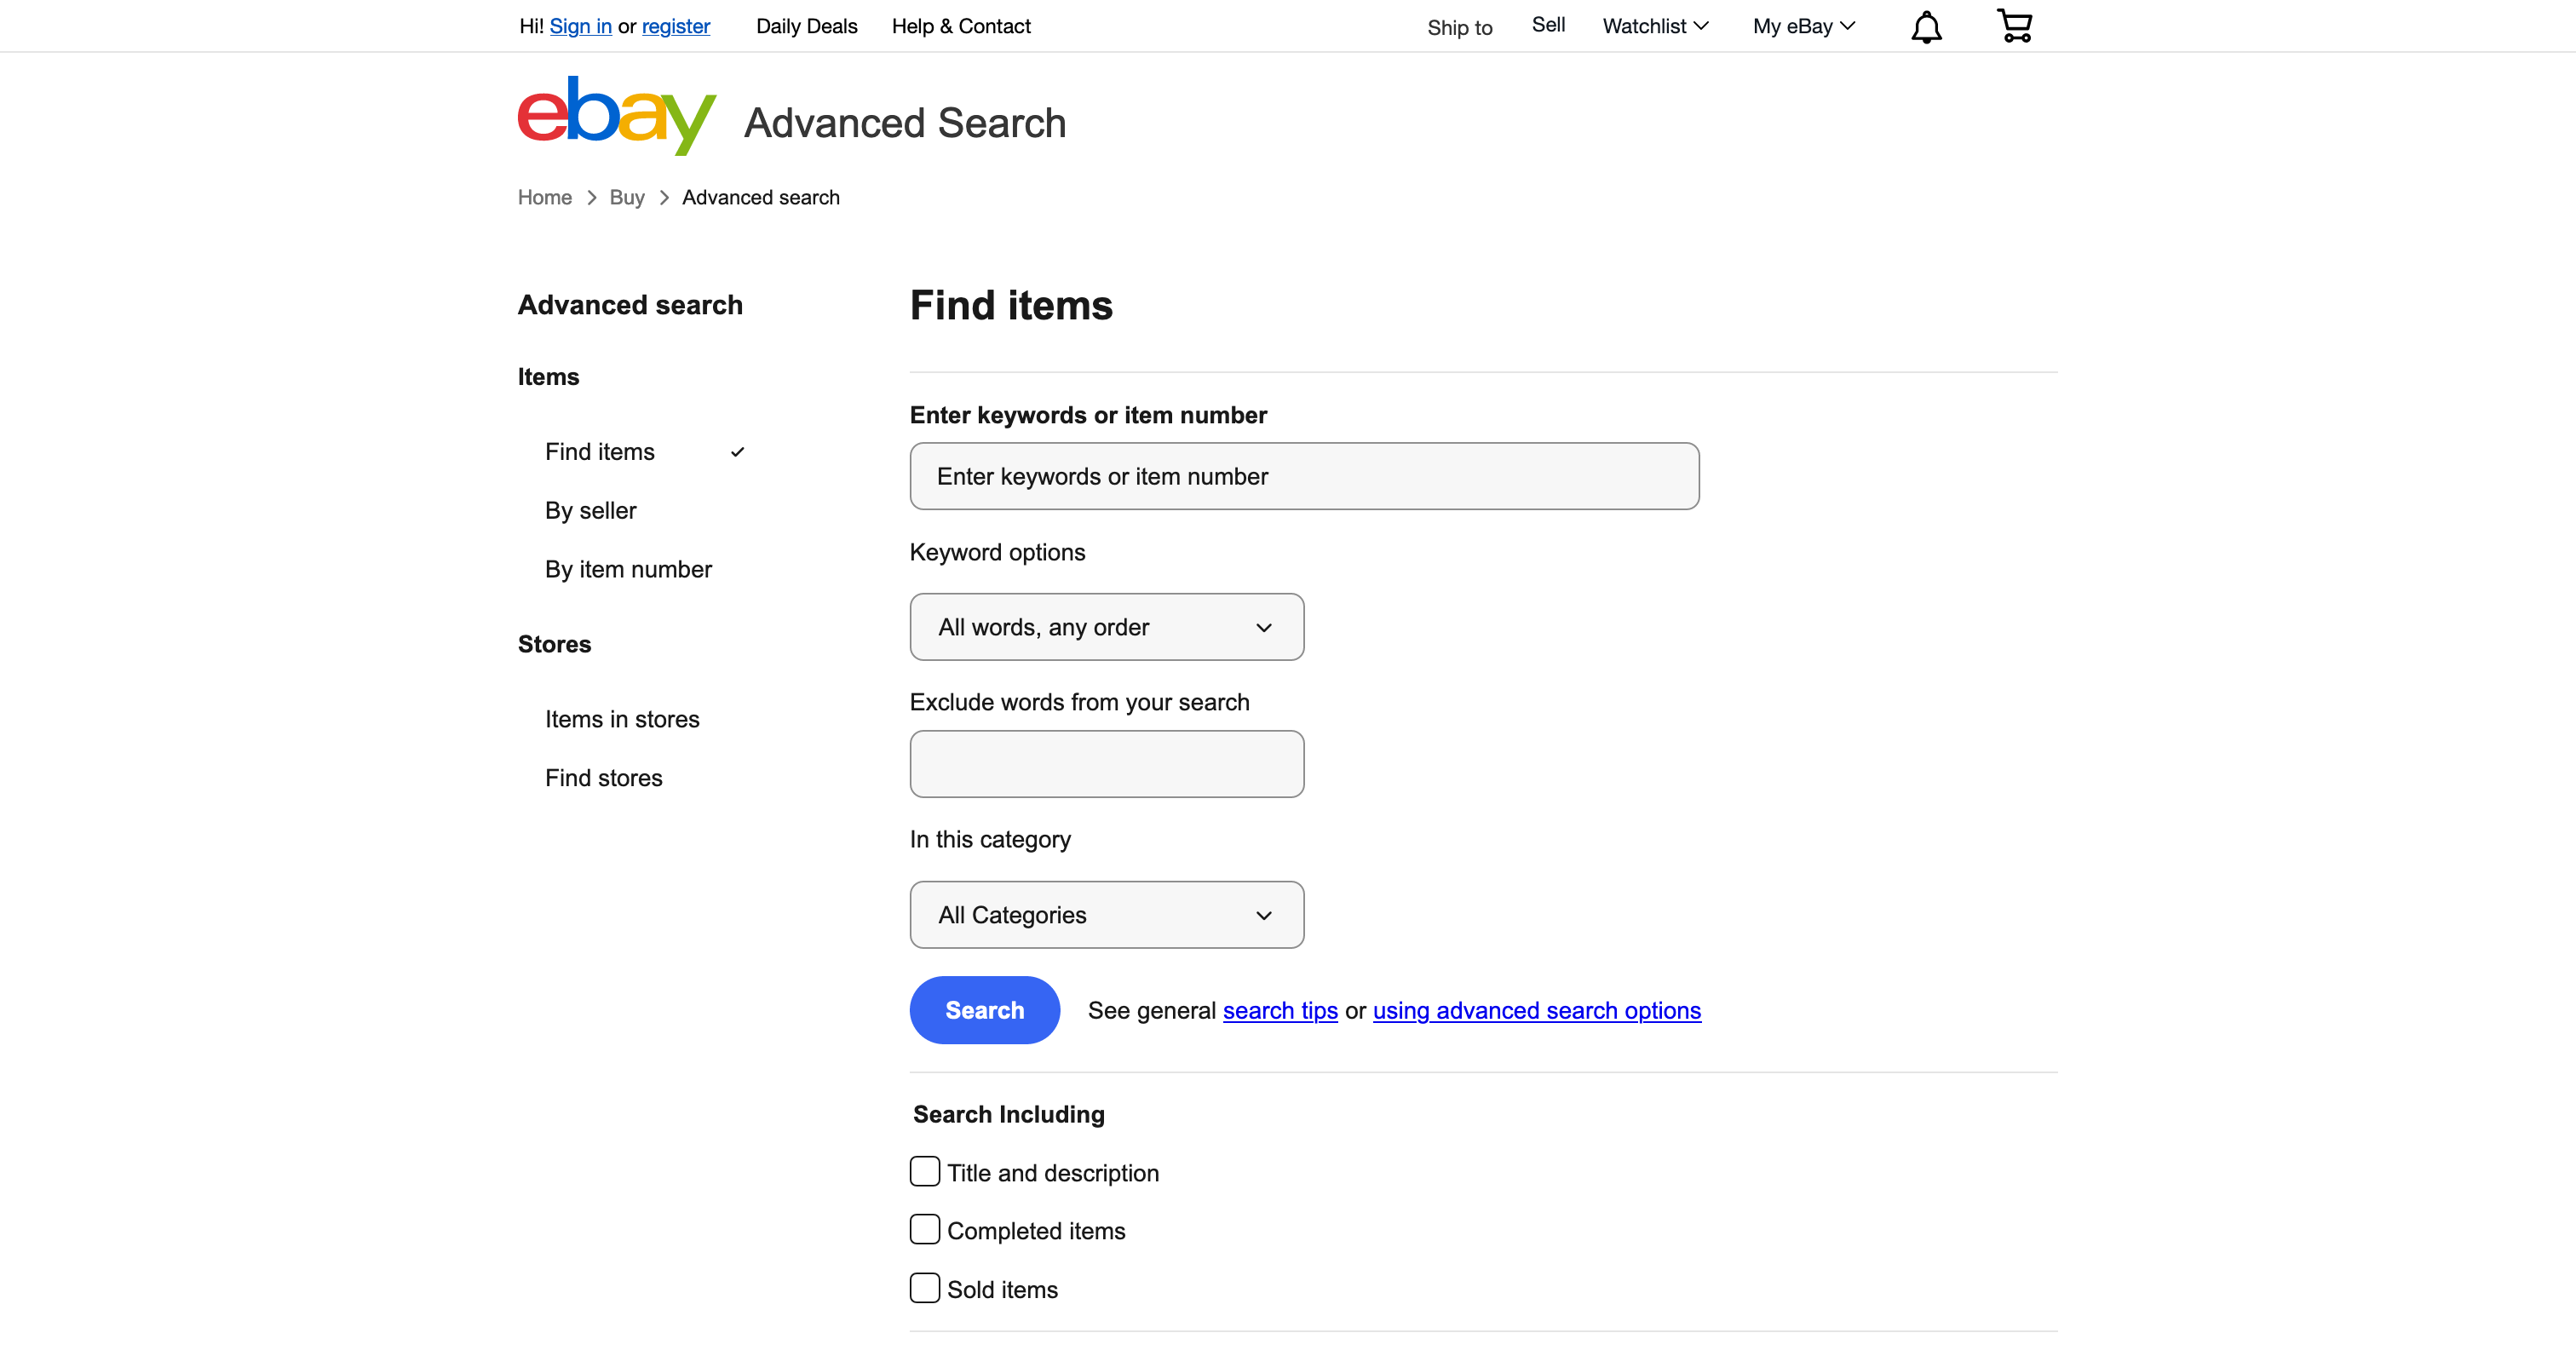 Hi! Sign in or register Daily Deals Help & Contact Ship to Sell Watchlist My eBay
ebay Advanced Search
Home Buy Advanced search
Advanced search
Items
Find items
By seller
By item number
Stores
Items in stores
Find stores
Find items
Enter keywords or item number
Enter keywords or item number
Keyword options
All words, any order
Exclude words from your search
In this category
All Categories
Search See general search tips or using advanced search options
Search Including
Title and description
Completed items
Sold items